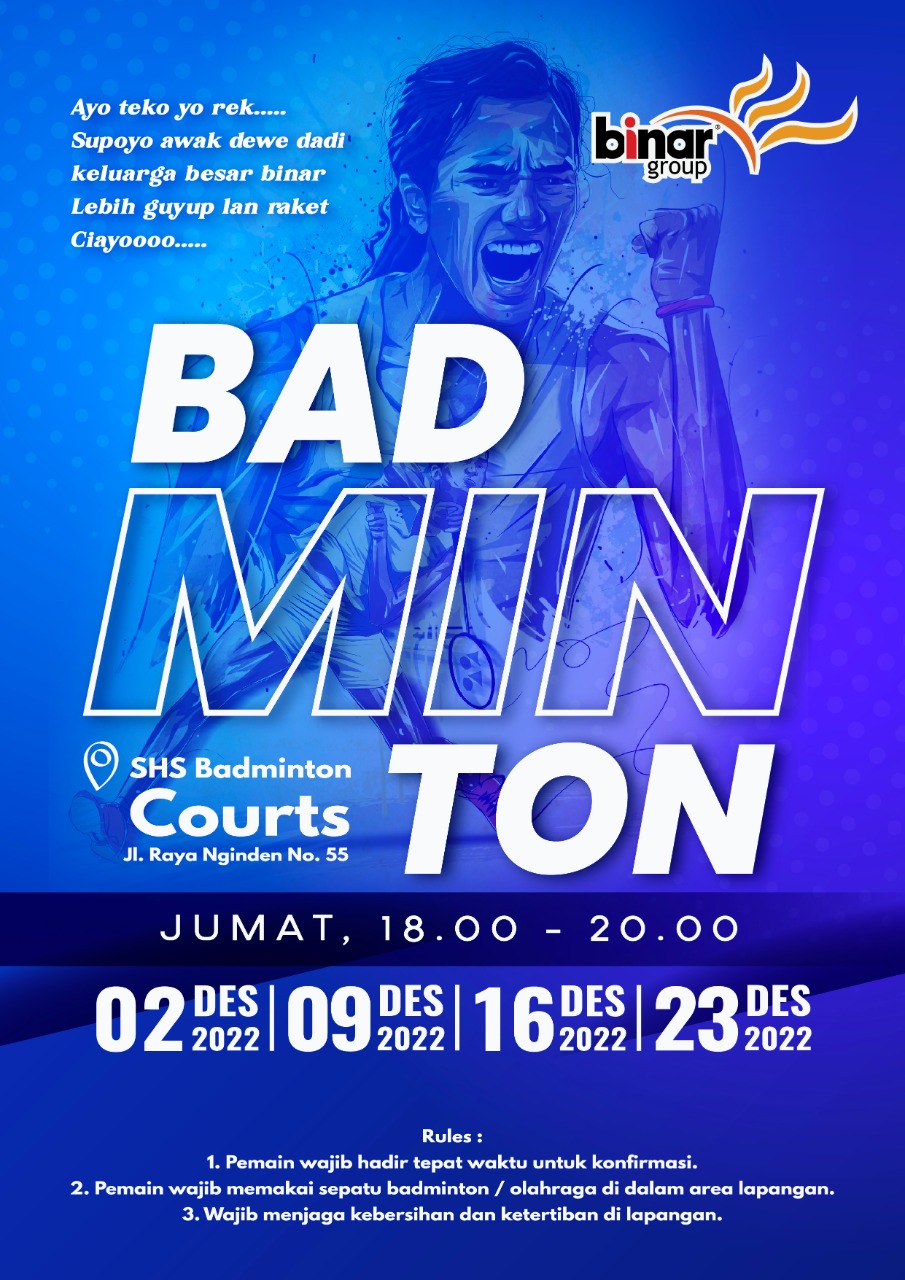 Ayo teko yo rek.....
Supoyo awak dewe dadi
keluarga besar binar
Lebih guyup lan raket
Ciayoooo.....
binar®
group
BAD
MIN
TON
SHS Badminton
Courts
Jl. Raya Nginden No. 55
JUMAT, 18.00 - 20.00
02 DES 2022 | 09 DES 2022 | 16 DES 2022 | 23 DES 2022
Rules :
1. Pemain wajib hadir tepat waktu untuk konfirmasi.
2. Pemain wajib memakai sepatu badminton / olahraga di dalam area lapangan.
3. Wajib menjaga kebersihan dan ketertiban di lapangan.